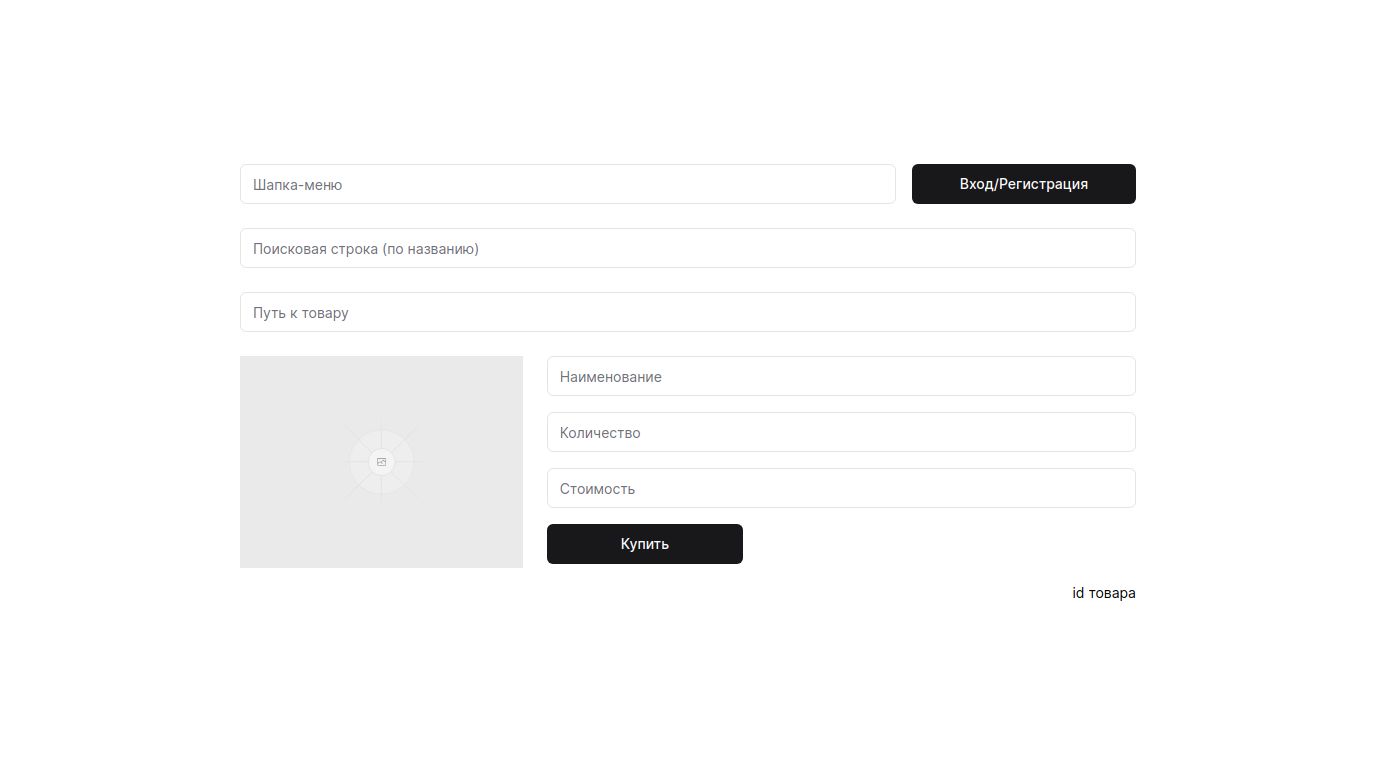 Шапка-меню
Вход/Регистрация
Поисковая строка (по названию)
Путь к товару
Наименование
Количество
Стоимость
Купить
id товара